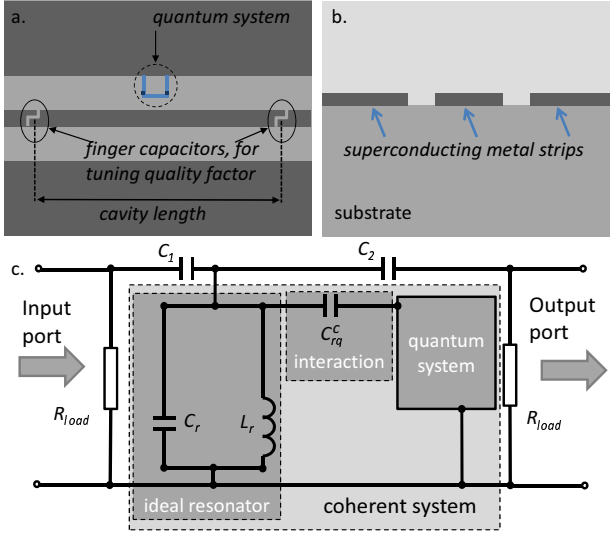 a.
quantum system
finger capacitors, for
tuning quality factor
cavity length
b.
superconducting metal strips
substrate
c.
C1
C2
Input
port
Output
port
Rload
Cr
Lr
C rq c
interaction
quantum
system
Rload
ideal resonator
coherent system